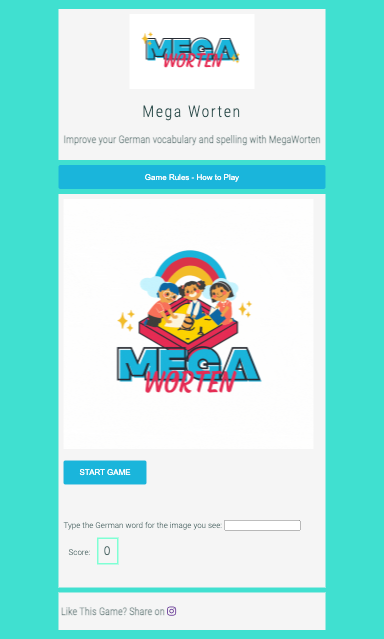 MEGA
WORTEN
Mega Worten
Improve your German vocabulary and spelling with MegaWorten
Game Rules - How to Play
MEGA
WORTEN
START GAME
Type the German word for the image you see:
Score: 0
Like This Game? Share on